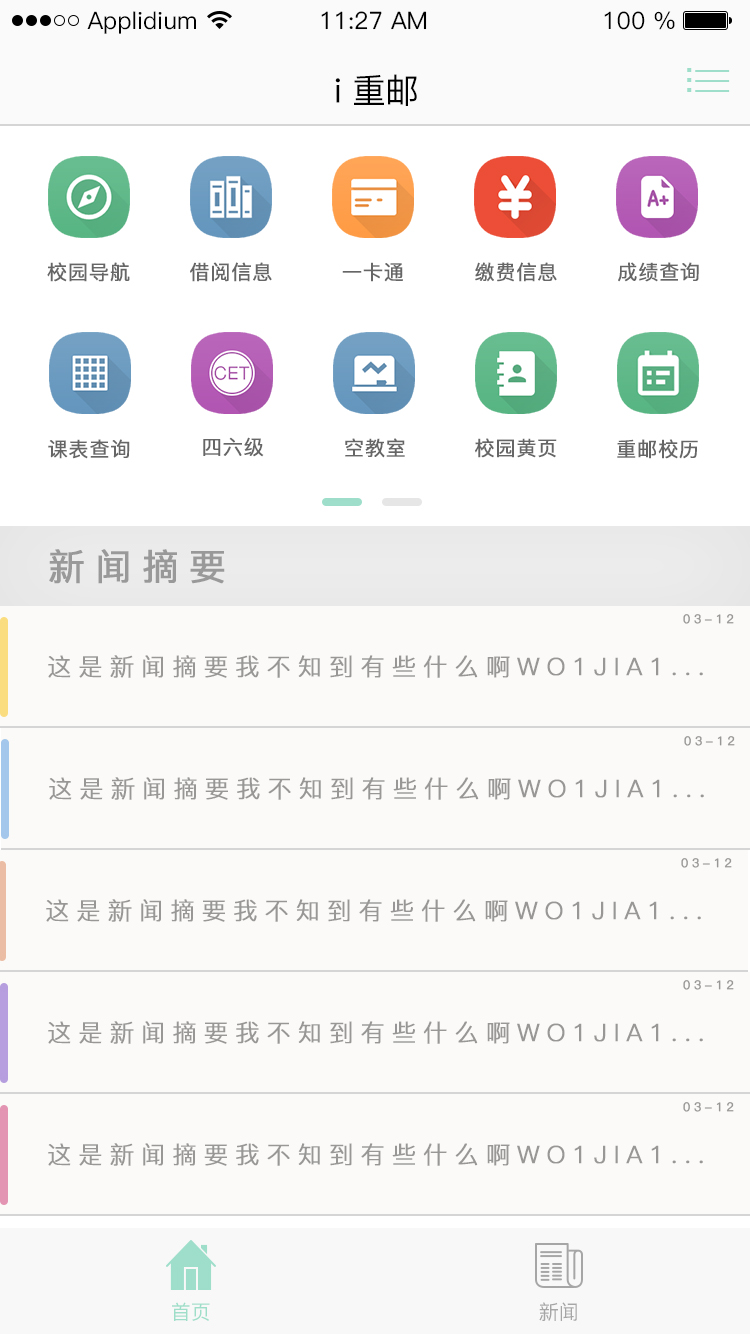 Applidium 11:27 AM 100 %
i 重邮
校园导航 借阅信息 一卡通 缴费信息 成绩查询
A+
CET
课表查询 四六级 空教室 校园黄页 重邮校历
新闻摘要
03-12
这是新闻摘要我不知到有些什么啊WO1JIA1...
03-12
这是新闻摘要我不知到有些什么啊WO1JIA1...
03-12
这是新闻摘要我不知到有些什么啊WO1JIA1...
03-12
这是新闻摘要我不知到有些什么啊WO1JIA1...
03-12
这是新闻摘要我不知到有些什么啊WO1JIA1...
首页 新闻